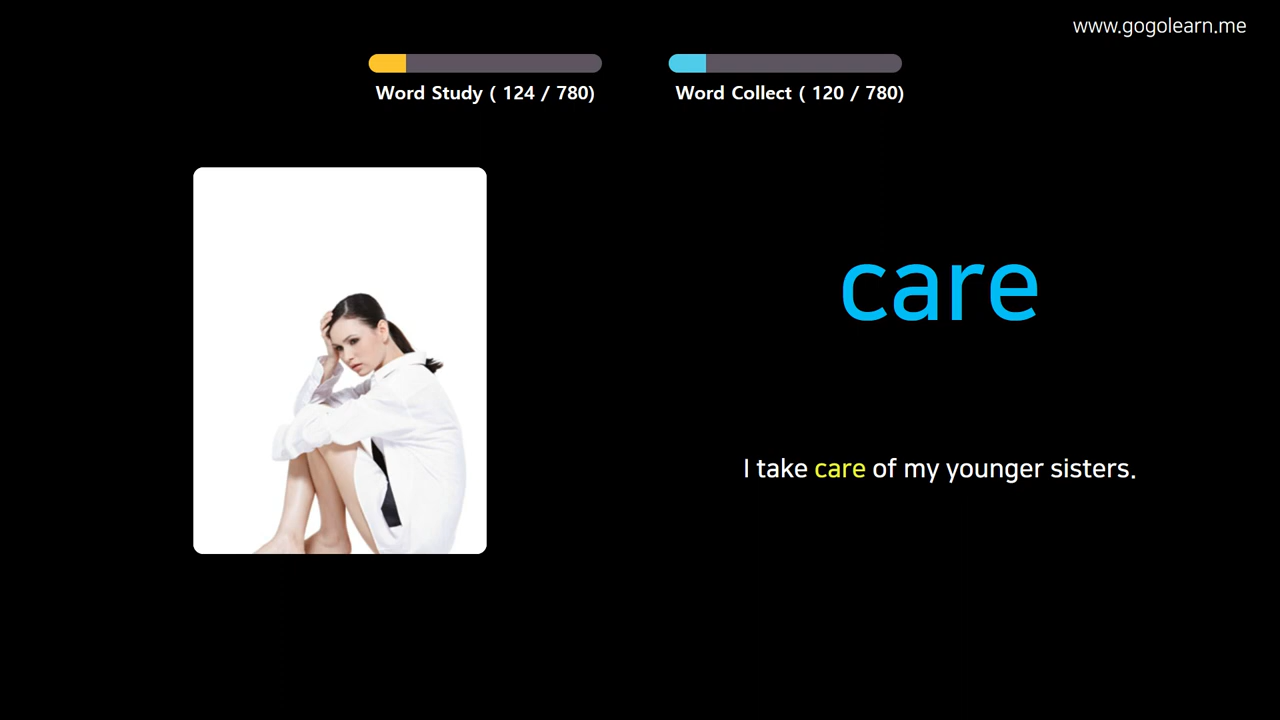 www.gogolearn.me
Word Study ( 124 / 780)
Word Collect ( 120 / 780)
care
I take care of my younger sisters.